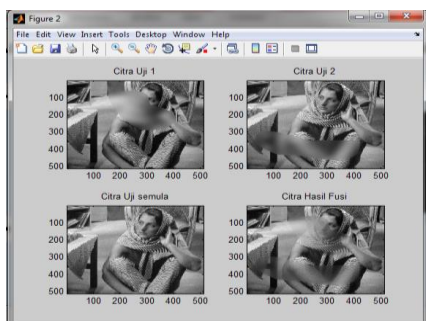 Figure 2
File Edit View Insert Tools Desktop Window Help
Citra Uji 1
100
200
300
400
500
100 200 300 400 500
Citra Uji 2
100
200
300
400
500
100 200 300 400 500
Citra Uji semula
100
200
300
400
500
100 200 300 400 500
Citra Hasil Fusi
100
200
300
400
500
100 200 300 400 500